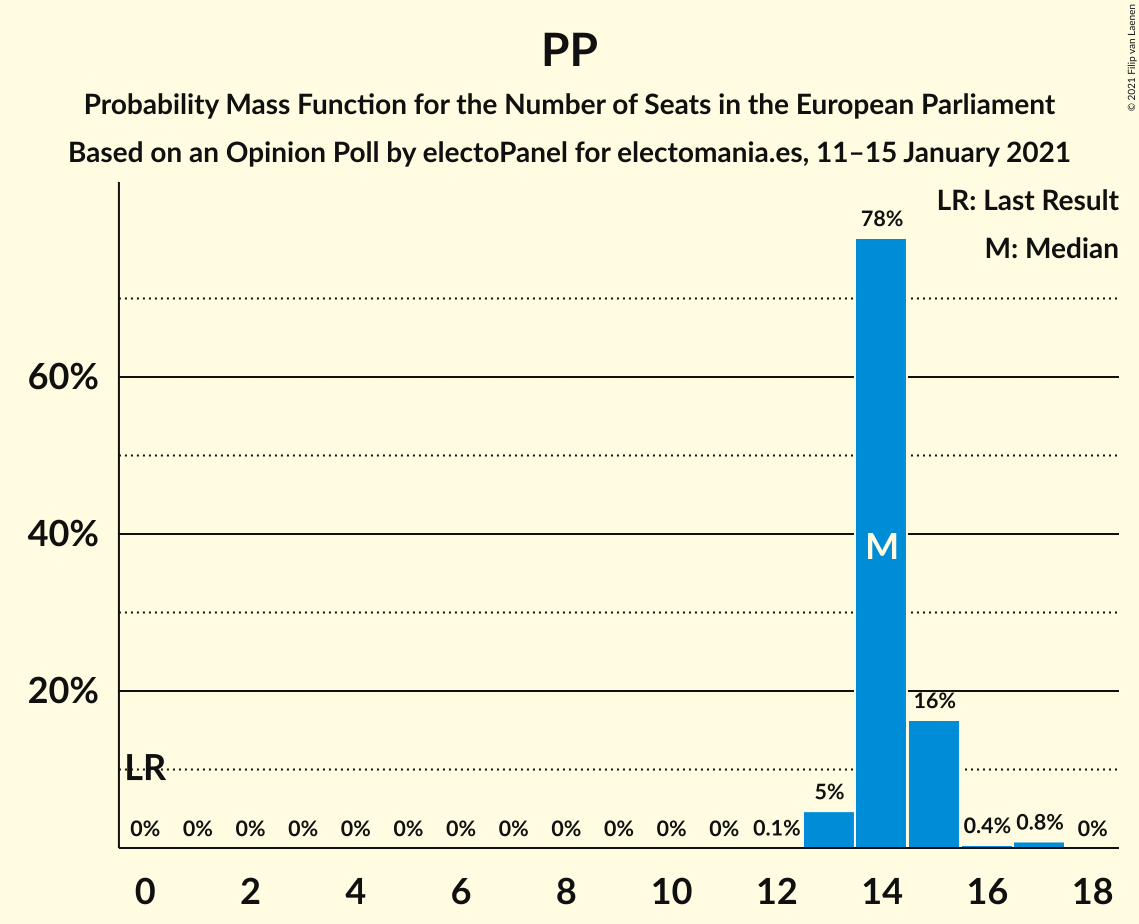 PP
Probability Mass Function for the Number of Seats in the European Parliament
Based on an Opinion Poll by electoPanel for electomania.es, 11–15 January 2021
© 2021 Filip van Laenen
LR: Last Result
M: Median
78%
60%
40%
M
20%
16%
LR
5%
0% 0% 0% 0% 0% 0% 0% 0% 0% 0% 0% 0% 0.1% 0.4% 0.8% 0%
0 2 4 6 8 10 12 14 16 18